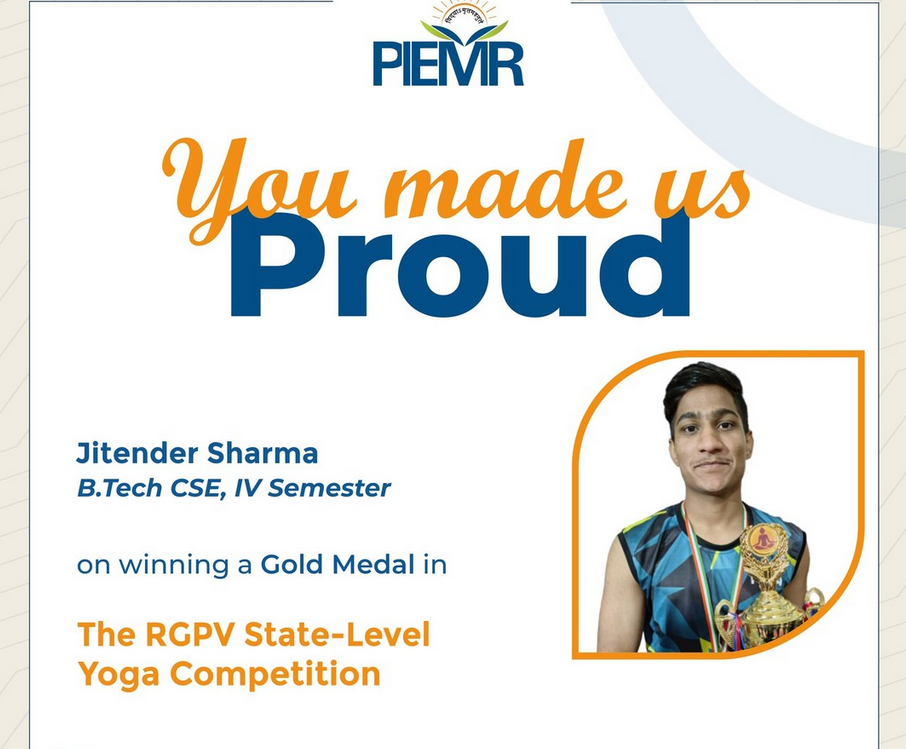 PIEMR
You made us
Proud
Jitender Sharma
B.Tech CSE, IV Semester
on winning a Gold Medal in
The RGPV State-Level
Yoga Competition